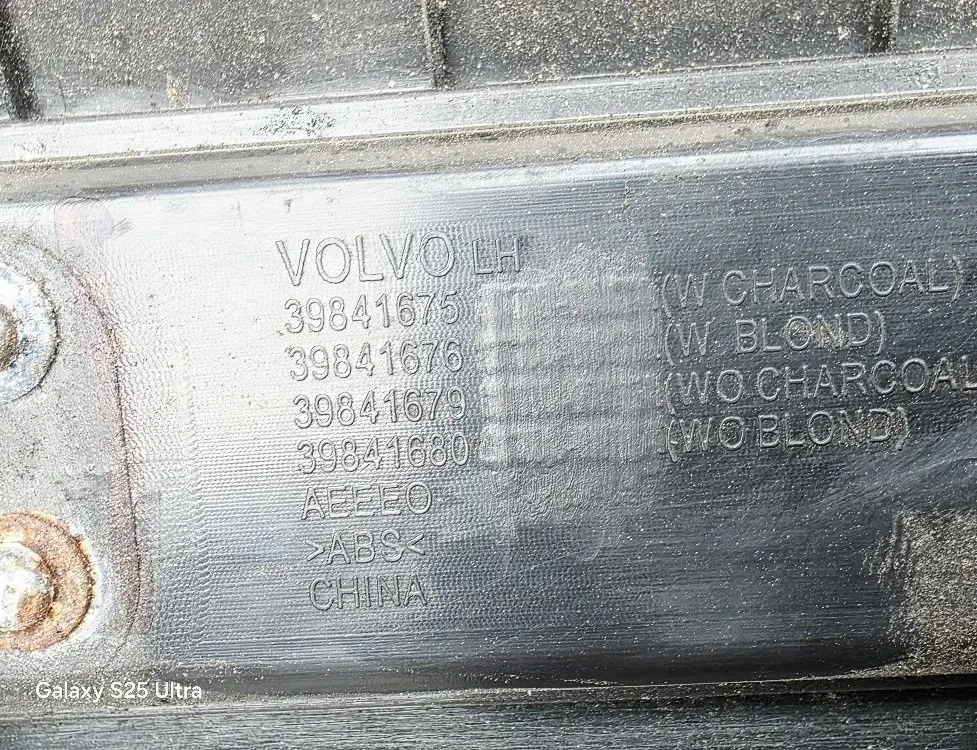 VOLVO LH
39841675 (W CHARCOAL)
39841676 (W BLOND)
39841679 (WO CHARCOAL
39841680 (WO BLOND)
AEEEO
>ABS<
CHINA
Galaxy S25 Ultra